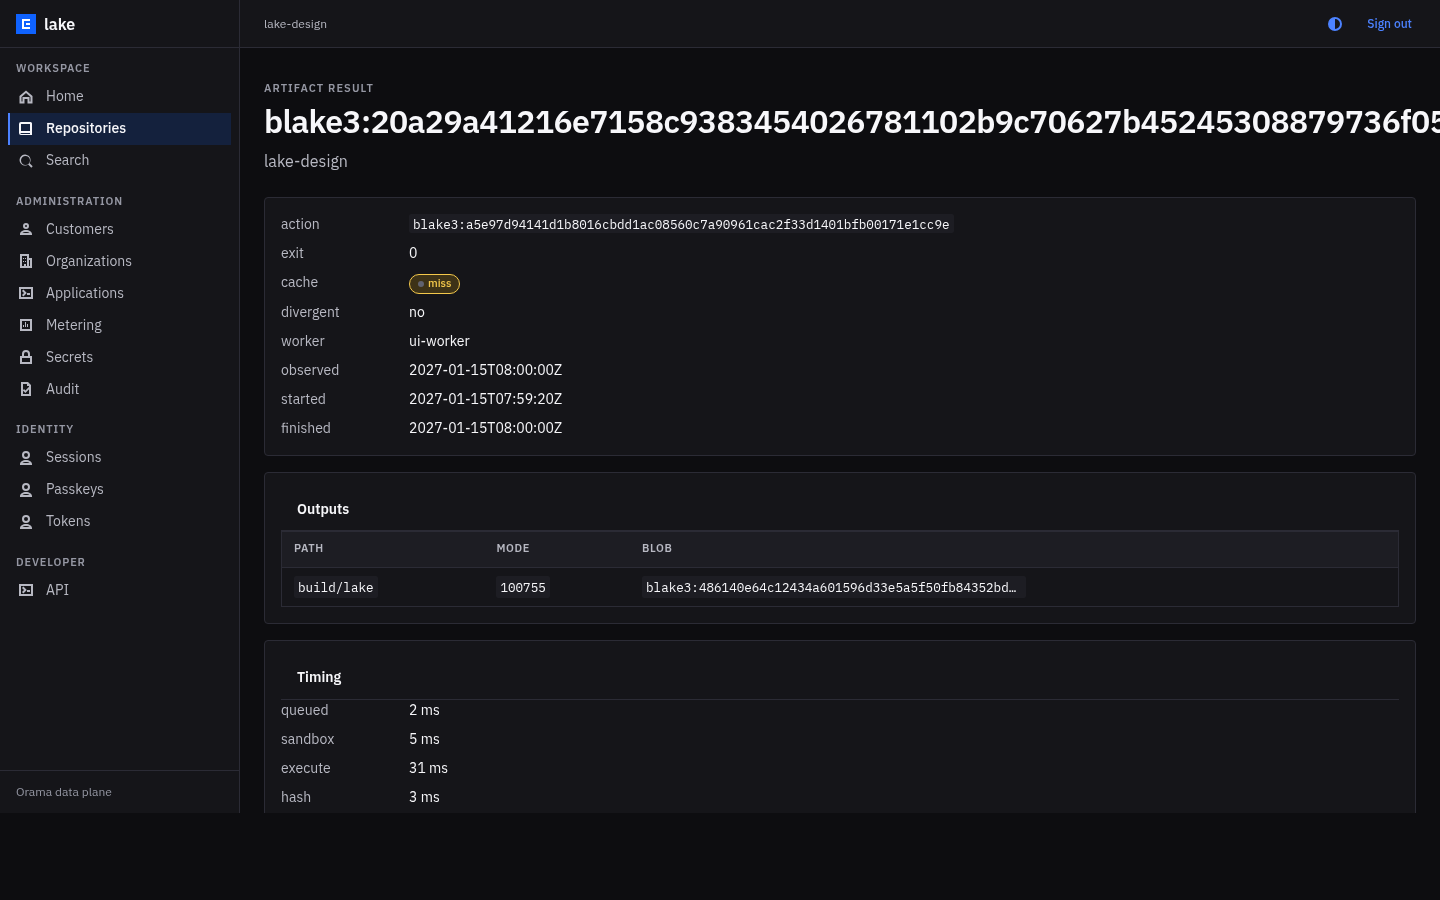 lake
lake-design
Sign out
WORKSPACE
Home
Repositories
Search
ADMINISTRATION
Customers
Organizations
Applications
Metering
Secrets
Audit
IDENTITY
Sessions
Passkeys
Tokens
DEVELOPER
API
Orama data plane
ARTIFACT RESULT
blake3:20a29a41216e7158c9383454026781102b9c70627b45245308879736f05
lake-design
action blake3:a5e97d94141d1b8016cbdd1ac08560c7a90961cac2f33d1401bfb00171e1cc9e
exit 0
cache miss
divergent no
worker ui-worker
observed 2027-01-15T08:00:00Z
started 2027-01-15T07:59:20Z
finished 2027-01-15T08:00:00Z
Outputs
PATH MODE BLOB
build/lake 100755 blake3:486140e64c12434a601596d33e5a5f50fb84352bd…
Timing
queued 2 ms
sandbox 5 ms
execute 31 ms
hash 3 ms